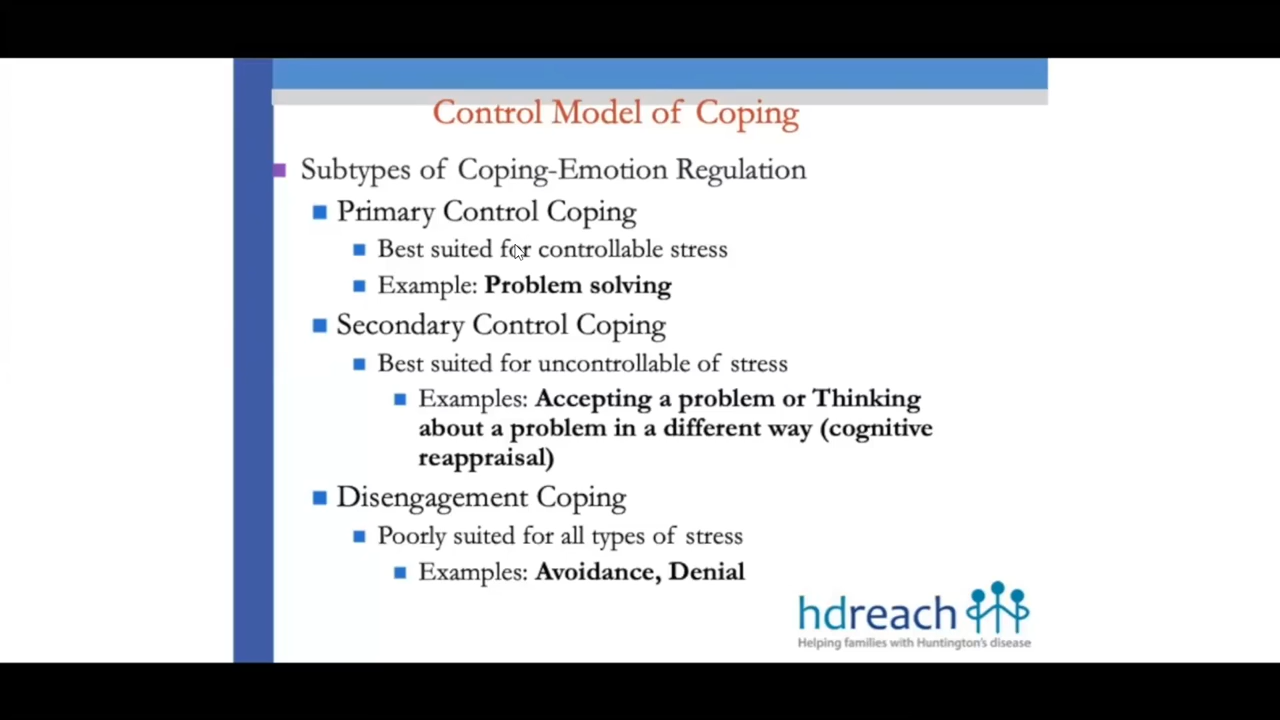 Control Model of Coping
Subtypes of Coping-Emotion Regulation
Primary Control Coping
Best suited for controllable stress
Example: Problem solving
Secondary Control Coping
Best suited for uncontrollable of stress
Examples: Accepting a problem or Thinking
about a problem in a different way (cognitive
reappraisal)
Disengagement Coping
Poorly suited for all types of stress
Examples: Avoidance, Denial
hdreach
Helping families with Huntington's disease